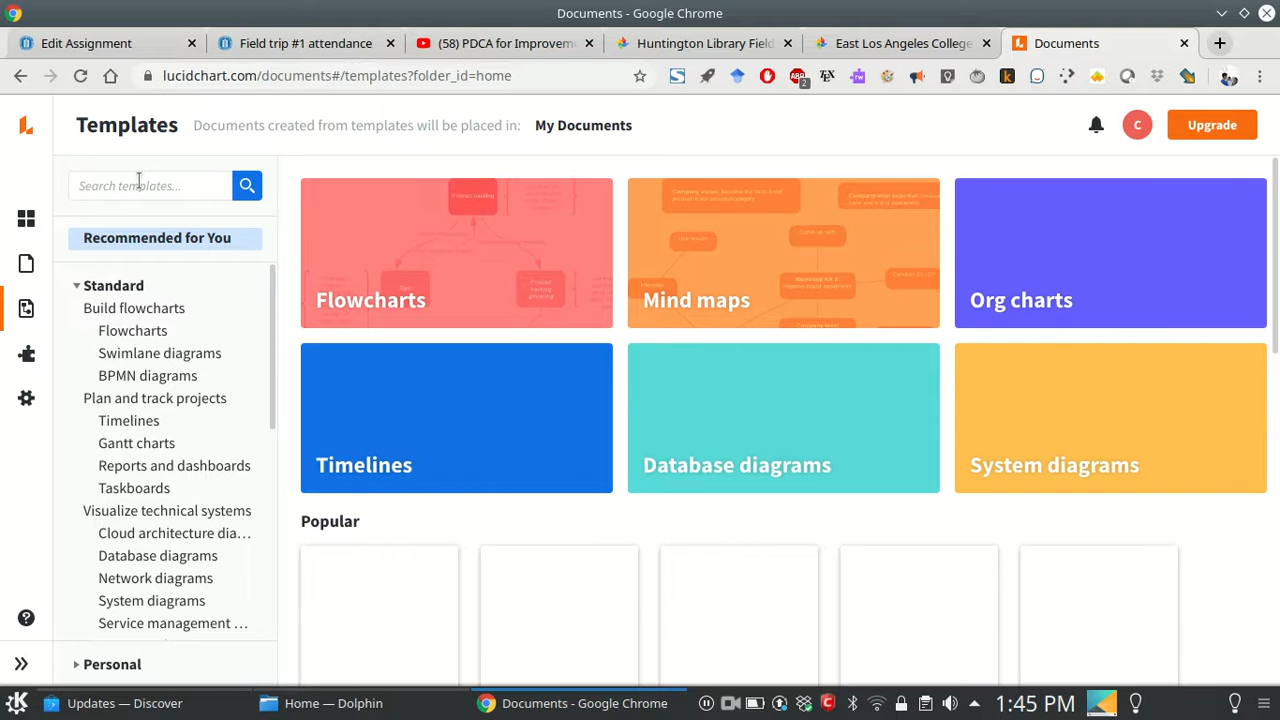 Documents - Google Chrome
Edit Assignment
Field trip #1 attendance
(58) PDCA for Improveme
Huntington Library Field
East Los Angeles College
Documents
lucidchart.com/documents#/templates?folder_id=home
Templates
Documents created from templates will be placed in: My Documents
C
Upgrade
Search templates...
Recommended for You
Standard
Build flowcharts
Flowcharts
Swimlane diagrams
BPMN diagrams
Plan and track projects
Timelines
Gantt charts
Reports and dashboards
Taskboards
Visualize technical systems
Cloud architecture dia...
Database diagrams
Network diagrams
System diagrams
Service management ...
Personal
Flowcharts
Mind maps
Org charts
Timelines
Database diagrams
System diagrams
Popular
Updates — Discover
Home — Dolphin
Documents - Google Chrome
1:45 PM